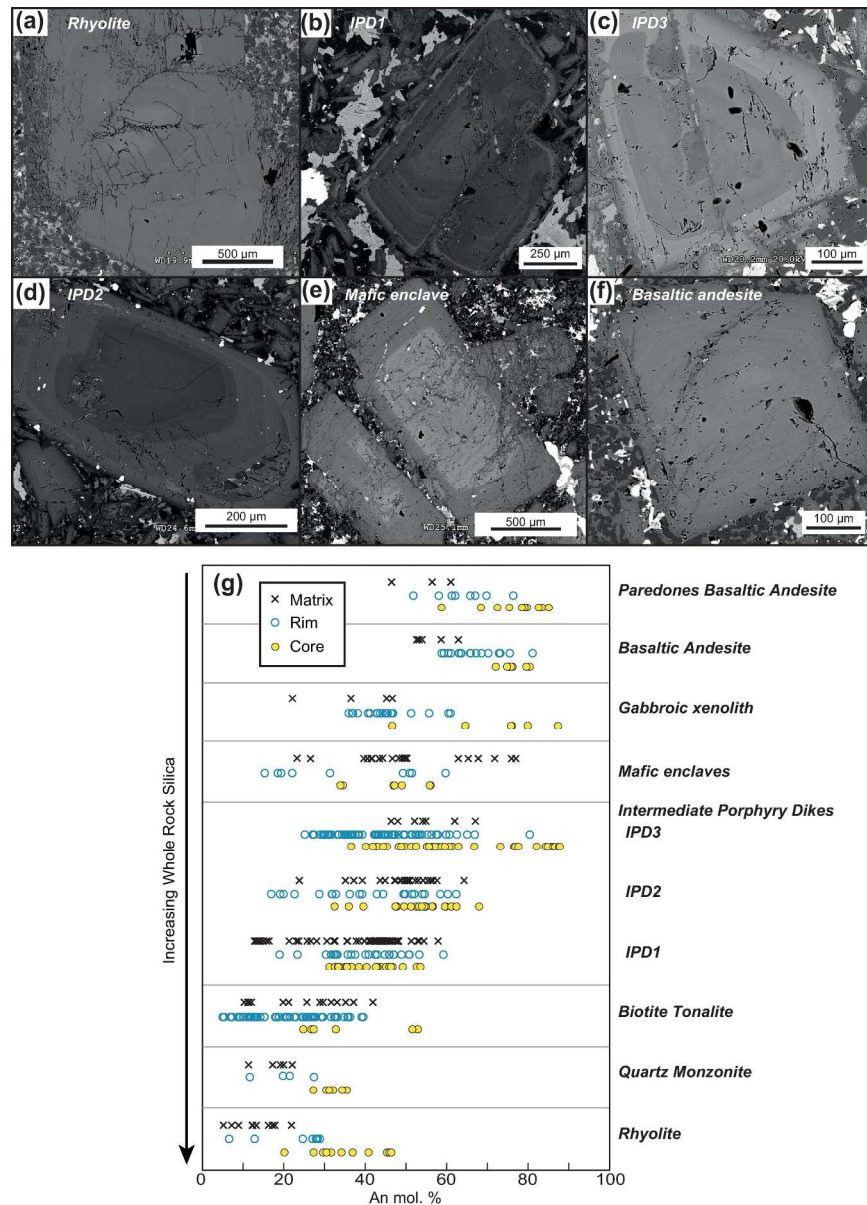 (a) Rhyolite
500 µm
(b) IPD1
250 µm
(c) IPD3
100 µm
(d) IPD2
200 µm
(e) Mafic enclave
500 µm
(f) Basaltic andesite
100 µm
(g)
Matrix
Rim
Core
Increasing Whole Rock Silica
Paredones Basaltic Andesite
Basaltic Andesite
Gabbroic xenolith
Mafic enclaves
Intermediate Porphyry Dikes
IPD3
IPD2
IPD1
Biotite Tonalite
Quartz Monzonite
Rhyolite
0 20 40 60 80 100
An mol. %